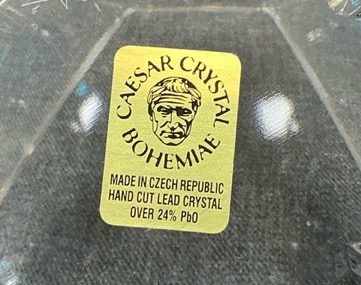 CAESAR CRYSTAL
BOHEMIAE
MADE IN CZECH REPUBLIC
HAND CUT LEAD CRYSTAL
OVER 24% PbO